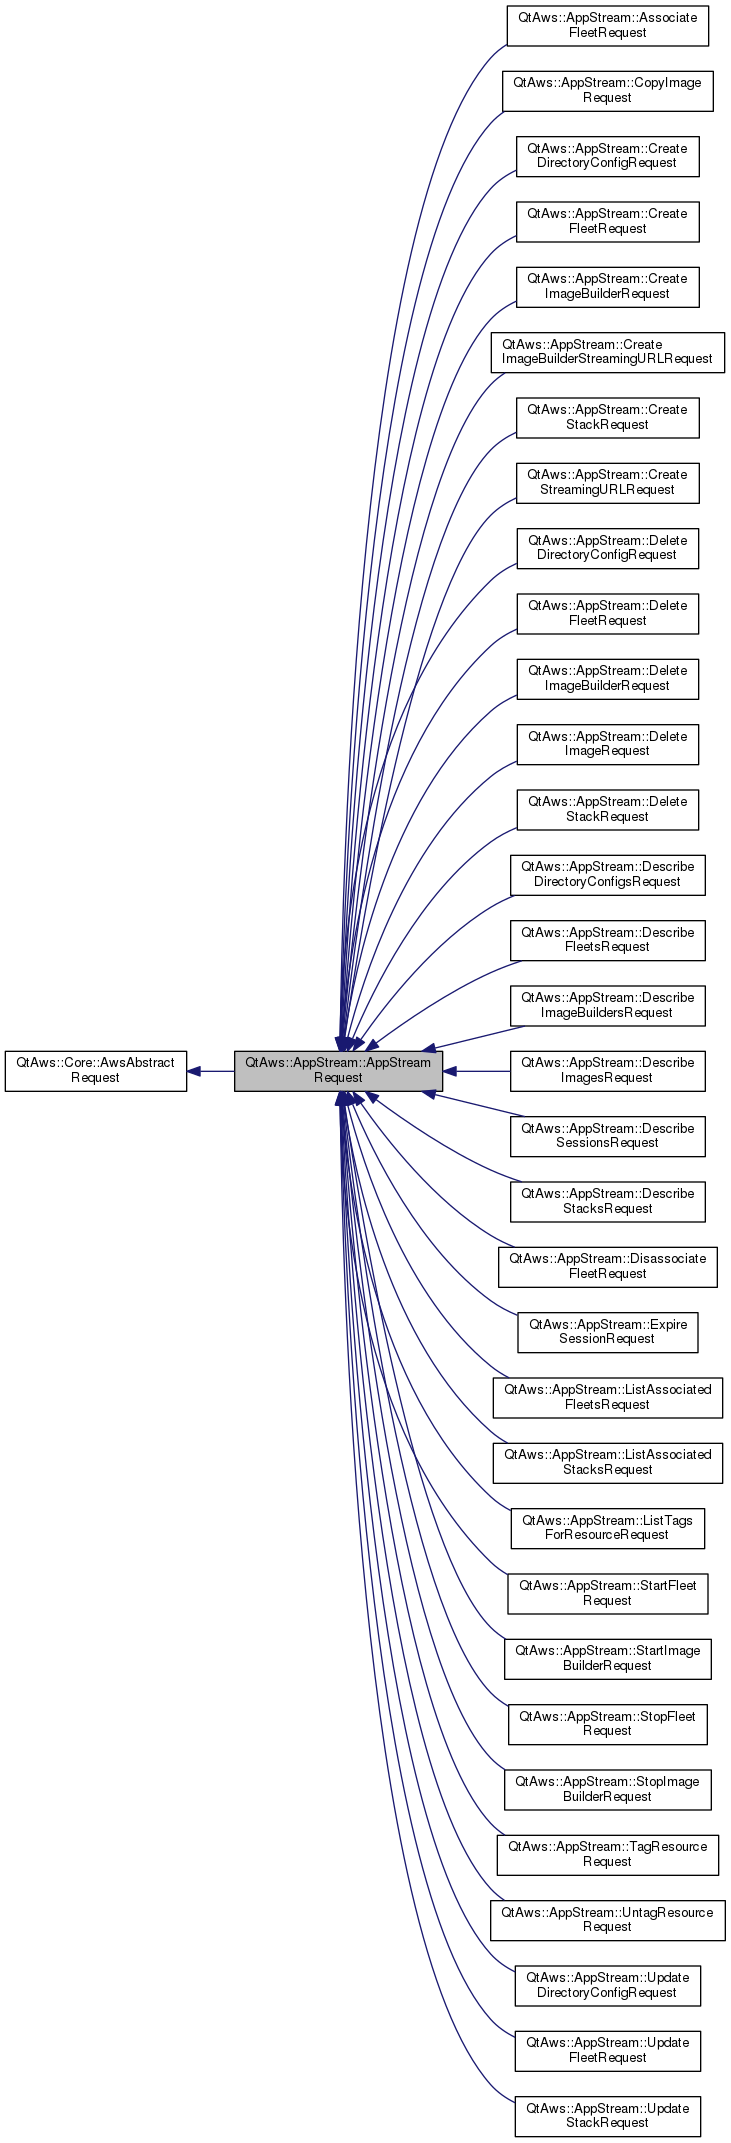 QtAws::AppStream::Associate
FleetRequest
QtAws::AppStream::CopyImage
Request
QtAws::AppStream::Create
DirectoryConfigRequest
QtAws::AppStream::Create
FleetRequest
QtAws::AppStream::Create
ImageBuilderRequest
QtAws::AppStream::Create
ImageBuilderStreamingURLRequest
QtAws::AppStream::Create
StackRequest
QtAws::AppStream::Create
StreamingURLRequest
QtAws::AppStream::Delete
DirectoryConfigRequest
QtAws::AppStream::Delete
FleetRequest
QtAws::AppStream::Delete
ImageBuilderRequest
QtAws::AppStream::Delete
ImageRequest
QtAws::AppStream::Delete
StackRequest
QtAws::AppStream::Describe
DirectoryConfigsRequest
QtAws::AppStream::Describe
FleetsRequest
QtAws::AppStream::Describe
ImageBuildersRequest
QtAws::Core::AwsAbstract
Request
QtAws::AppStream::AppStream
Request
QtAws::AppStream::Describe
ImagesRequest
QtAws::AppStream::Describe
SessionsRequest
QtAws::AppStream::Describe
StacksRequest
QtAws::AppStream::Disassociate
FleetRequest
QtAws::AppStream::Expire
SessionRequest
QtAws::AppStream::ListAssociated
FleetsRequest
QtAws::AppStream::ListAssociated
StacksRequest
QtAws::AppStream::ListTags
ForResourceRequest
QtAws::AppStream::StartFleet
Request
QtAws::AppStream::StartImage
BuilderRequest
QtAws::AppStream::StopFleet
Request
QtAws::AppStream::StopImage
BuilderRequest
QtAws::AppStream::TagResource
Request
QtAws::AppStream::UntagResource
Request
QtAws::AppStream::Update
DirectoryConfigRequest
QtAws::AppStream::Update
FleetRequest
QtAws::AppStream::Update
StackRequest